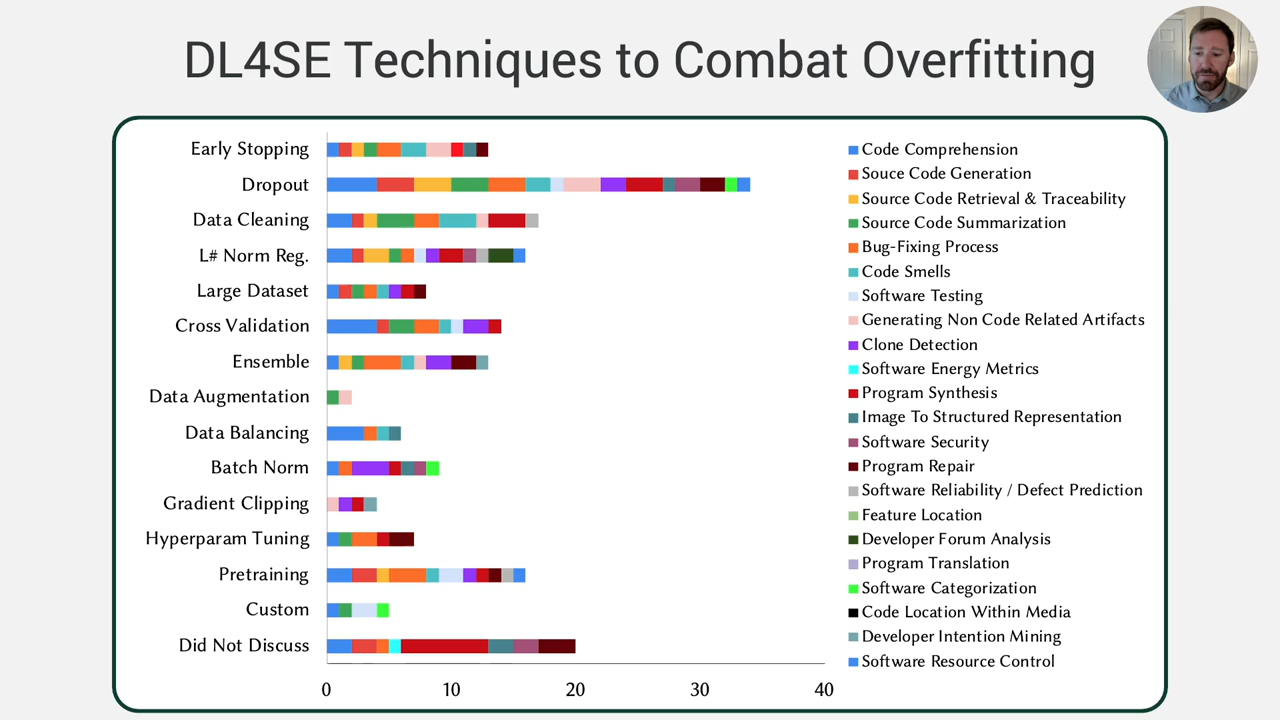 DL4SE Techniques to Combat Overfitting
Early Stopping
Dropout
Data Cleaning
L# Norm Reg.
Large Dataset
Cross Validation
Ensemble
Data Augmentation
Data Balancing
Batch Norm
Gradient Clipping
Hyperparam Tuning
Pretraining
Custom
Did Not Discuss
0 10 20 30 40
Code Comprehension
Souce Code Generation
Source Code Retrieval & Traceability
Source Code Summarization
Bug-Fixing Process
Code Smells
Software Testing
Generating Non Code Related Artifacts
Clone Detection
Software Energy Metrics
Program Synthesis
Image To Structured Representation
Software Security
Program Repair
Software Reliability / Defect Prediction
Feature Location
Developer Forum Analysis
Program Translation
Software Categorization
Code Location Within Media
Developer Intention Mining
Software Resource Control